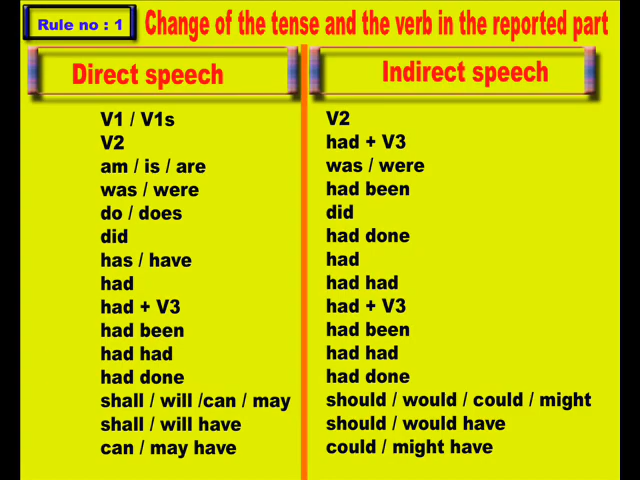 Rule no : 1
Change of the tense and the verb in the reported part
Direct speech
Indirect speech
V1 / V1s
V2
V2
had + V3
am / is / are
was / were
was / were
had been
do / does
did
did
had done
has / have
had
had
had had
had + V3
had + V3
had been
had been
had had
had had
had done
had done
shall / will /can / may
should / would / could / might
shall / will have
should / would have
can / may have
could / might have